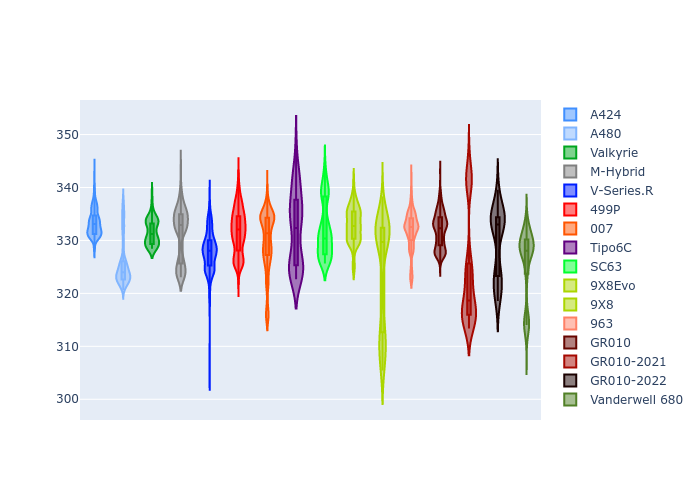 350
340
330
320
310
300
A424
A480
Valkyrie
M-Hybrid
V-Series.R
499P
007
Tipo6C
SC63
9X8Evo
9X8
963
GR010
GR010-2021
GR010-2022
Vanderwell 680